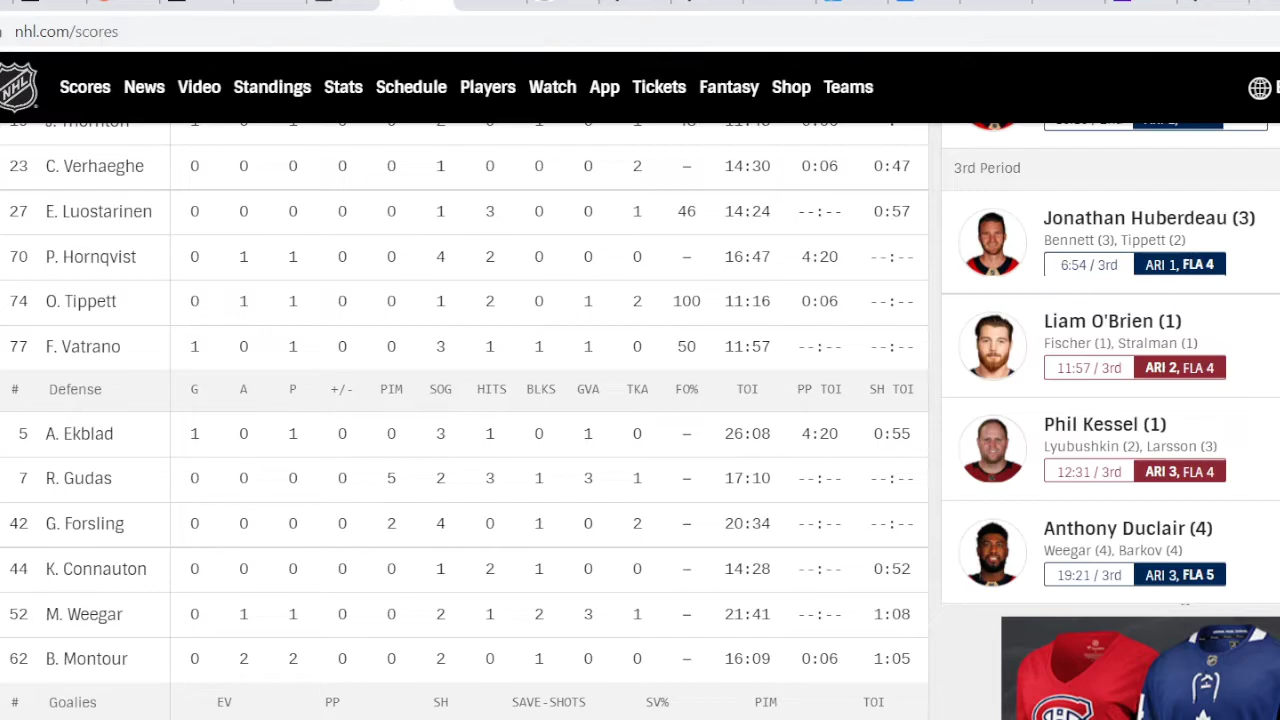 nhl.com/scores
NHL
Scores News Video Standings Stats Schedule Players Watch App Tickets Fantasy Shop Teams
23 C. Verhaeghe 0 0 0 0 0 1 0 0 0 2 – 14:30 0:06 0:47
27 E. Luostarinen 0 0 0 0 0 1 3 0 0 1 46 14:24 --:-- 0:57
70 P. Hornqvist 0 1 1 0 0 4 2 0 0 0 – 16:47 4:20 --:--
74 O. Tippett 0 1 1 0 0 1 2 0 1 2 100 11:16 0:06 --:--
77 F. Vatrano 1 0 1 0 0 3 1 1 1 0 50 11:57 --:-- --:--
# Defense G A P +/- PIM SOG HITS BLKS GVA TKA FO% TOI PP TOI SH TOI
5 A. Ekblad 1 0 1 0 0 3 1 0 1 0 – 26:08 4:20 0:55
7 R. Gudas 0 0 0 0 5 2 3 1 3 1 – 17:10 --:-- --:--
42 G. Forsling 0 0 0 0 2 4 0 1 0 2 – 20:34 --:-- --:--
44 K. Connauton 0 0 0 0 0 1 2 1 0 0 – 14:28 --:-- 0:52
52 M. Weegar 0 1 1 0 0 2 1 2 3 1 – 21:41 --:-- 1:08
62 B. Montour 0 2 2 0 0 2 0 1 0 0 – 16:09 0:06 1:05
# Goalies EV PP SH SAVE-SHOTS SV% PIM TOI
3rd Period
Jonathan Huberdeau (3)
Bennett (3), Tippett (2)
6:54 / 3rd ARI 1, FLA 4
Liam O'Brien (1)
Fischer (1), Stralman (1)
11:57 / 3rd ARI 2, FLA 4
Phil Kessel (1)
Lyubushkin (2), Larsson (3)
12:31 / 3rd ARI 3, FLA 4
Anthony Duclair (4)
Weegar (4), Barkov (4)
19:21 / 3rd ARI 3, FLA 5